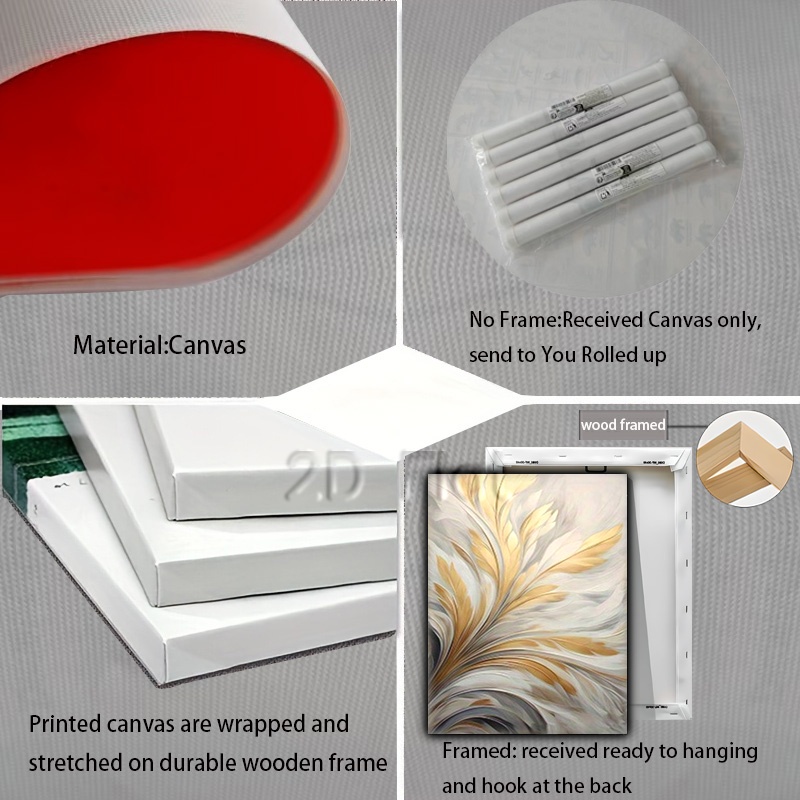 Material:Canvas
No Frame:Received Canvas only,
send to You Rolled up
wood framed
Printed canvas are wrapped and
stretched on durable wooden frame
Framed: received ready to hanging
and hook at the back